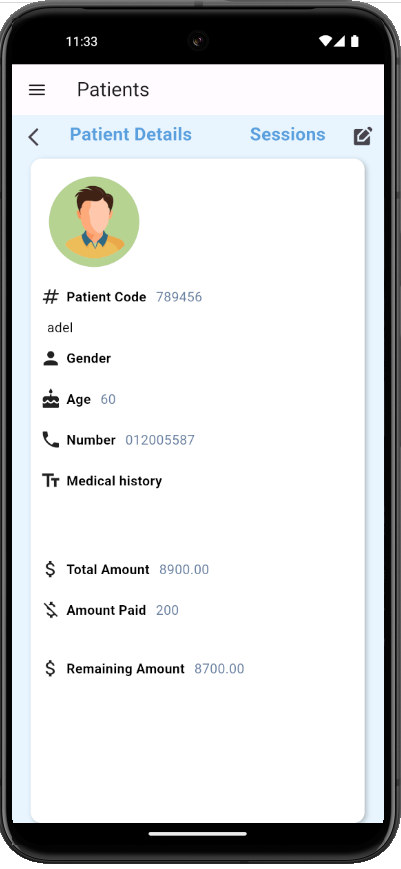 11:33
Patients
Patient Details Sessions
# Patient Code 789456
adel
Gender
Age 60
Number 012005587
Tт Medical history
$ Total Amount 8900.00
Amount Paid 200
$ Remaining Amount 8700.00